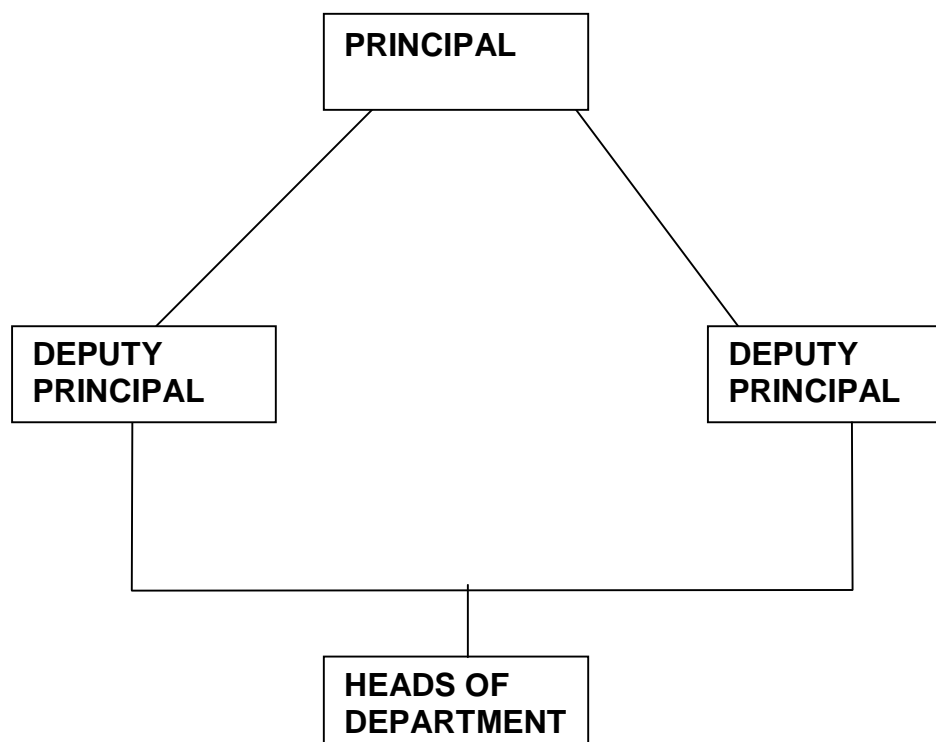 PRINCIPAL
DEPUTY
PRINCIPAL
DEPUTY
PRINCIPAL
HEADS OF
DEPARTMENT